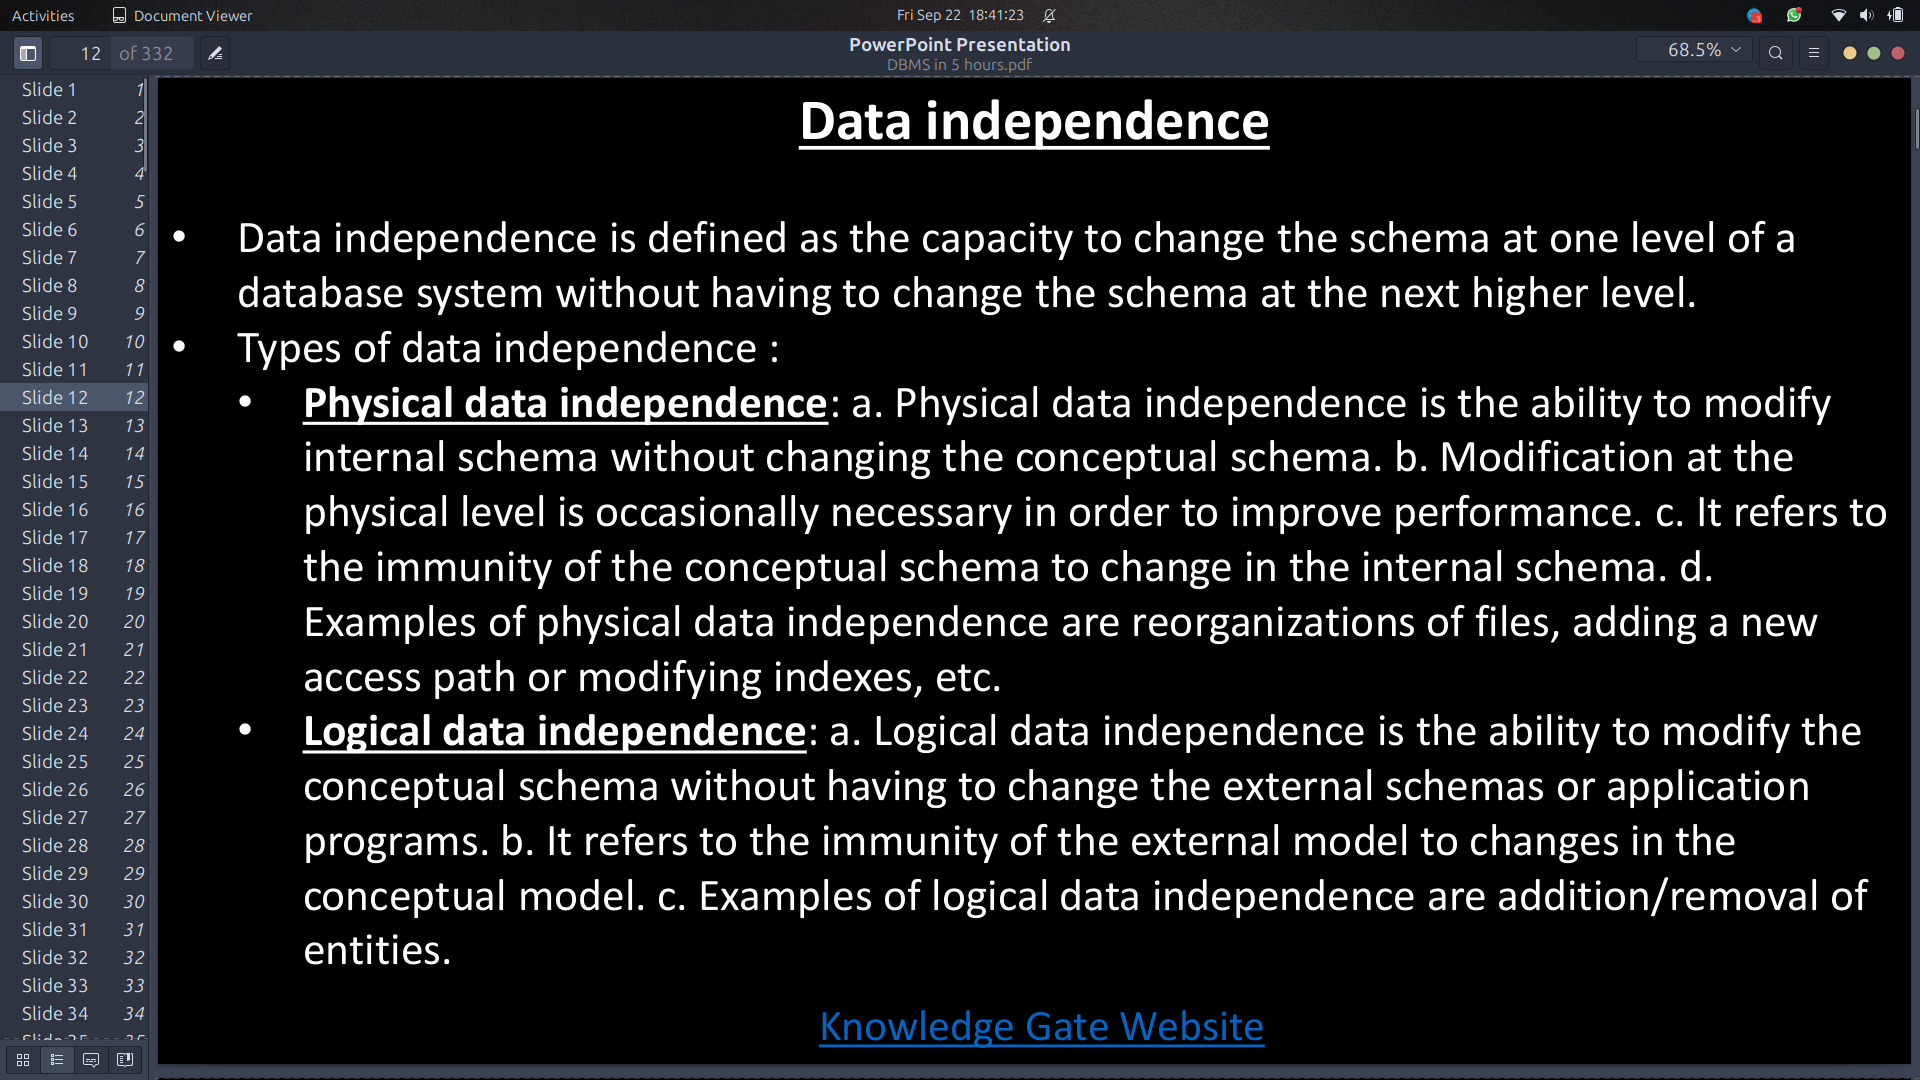 Activities Document Viewer Fri Sep 22 18:41:23
12 of 332 PowerPoint Presentation 68.5%
DBMS in 5 hours.pdf
Slide 1 1
Slide 2 2
Slide 3 3
Slide 4 4
Slide 5 5
Slide 6 6
Slide 7 7
Slide 8 8
Slide 9 9
Slide 10 10
Slide 11 11
Slide 12 12
Slide 13 13
Slide 14 14
Slide 15 15
Slide 16 16
Slide 17 17
Slide 18 18
Slide 19 19
Slide 20 20
Slide 21 21
Slide 22 22
Slide 23 23
Slide 24 24
Slide 25 25
Slide 26 26
Slide 27 27
Slide 28 28
Slide 29 29
Slide 30 30
Slide 31 31
Slide 32 32
Slide 33 33
Slide 34 34
Slide 35 35
Data independence
• Data independence is defined as the capacity to change the schema at one level of a
database system without having to change the schema at the next higher level.
• Types of data independence :
• Physical data independence: a. Physical data independence is the ability to modify
internal schema without changing the conceptual schema. b. Modification at the
physical level is occasionally necessary in order to improve performance. c. It refers to
the immunity of the conceptual schema to change in the internal schema. d.
Examples of physical data independence are reorganizations of files, adding a new
access path or modifying indexes, etc.
• Logical data independence: a. Logical data independence is the ability to modify the
conceptual schema without having to change the external schemas or application
programs. b. It refers to the immunity of the external model to changes in the
conceptual model. c. Examples of logical data independence are addition/removal of
entities.
Knowledge Gate Website